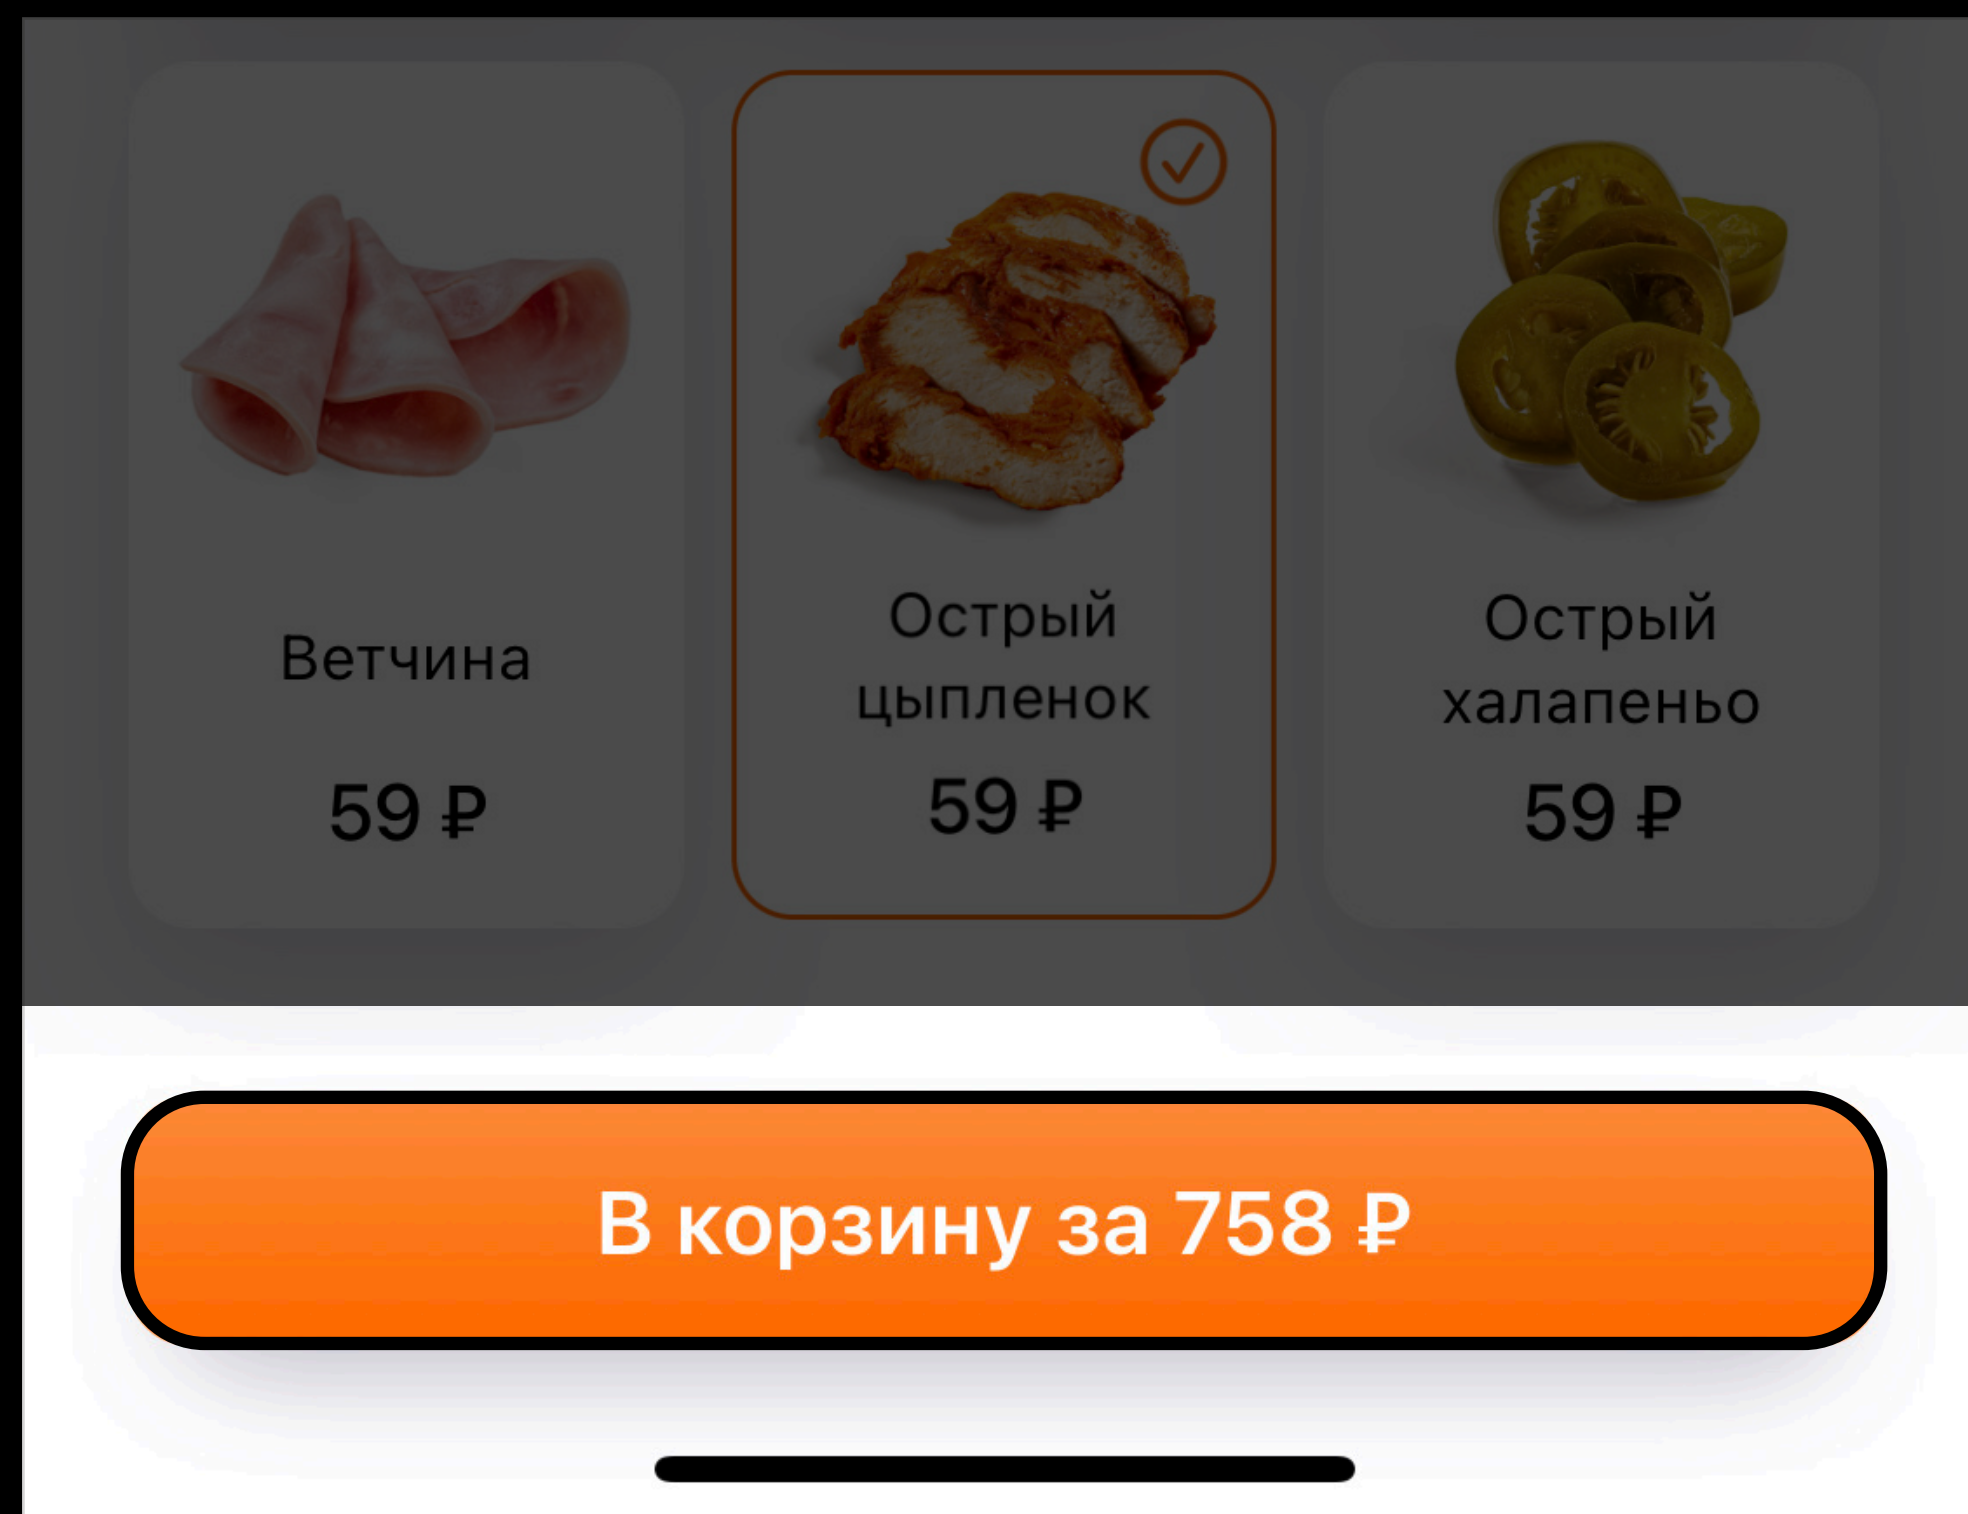 Ветчина
59 ₽
Острый
цыпленок
59 ₽
Острый
халапеньо
59 ₽
В корзину за 758 ₽